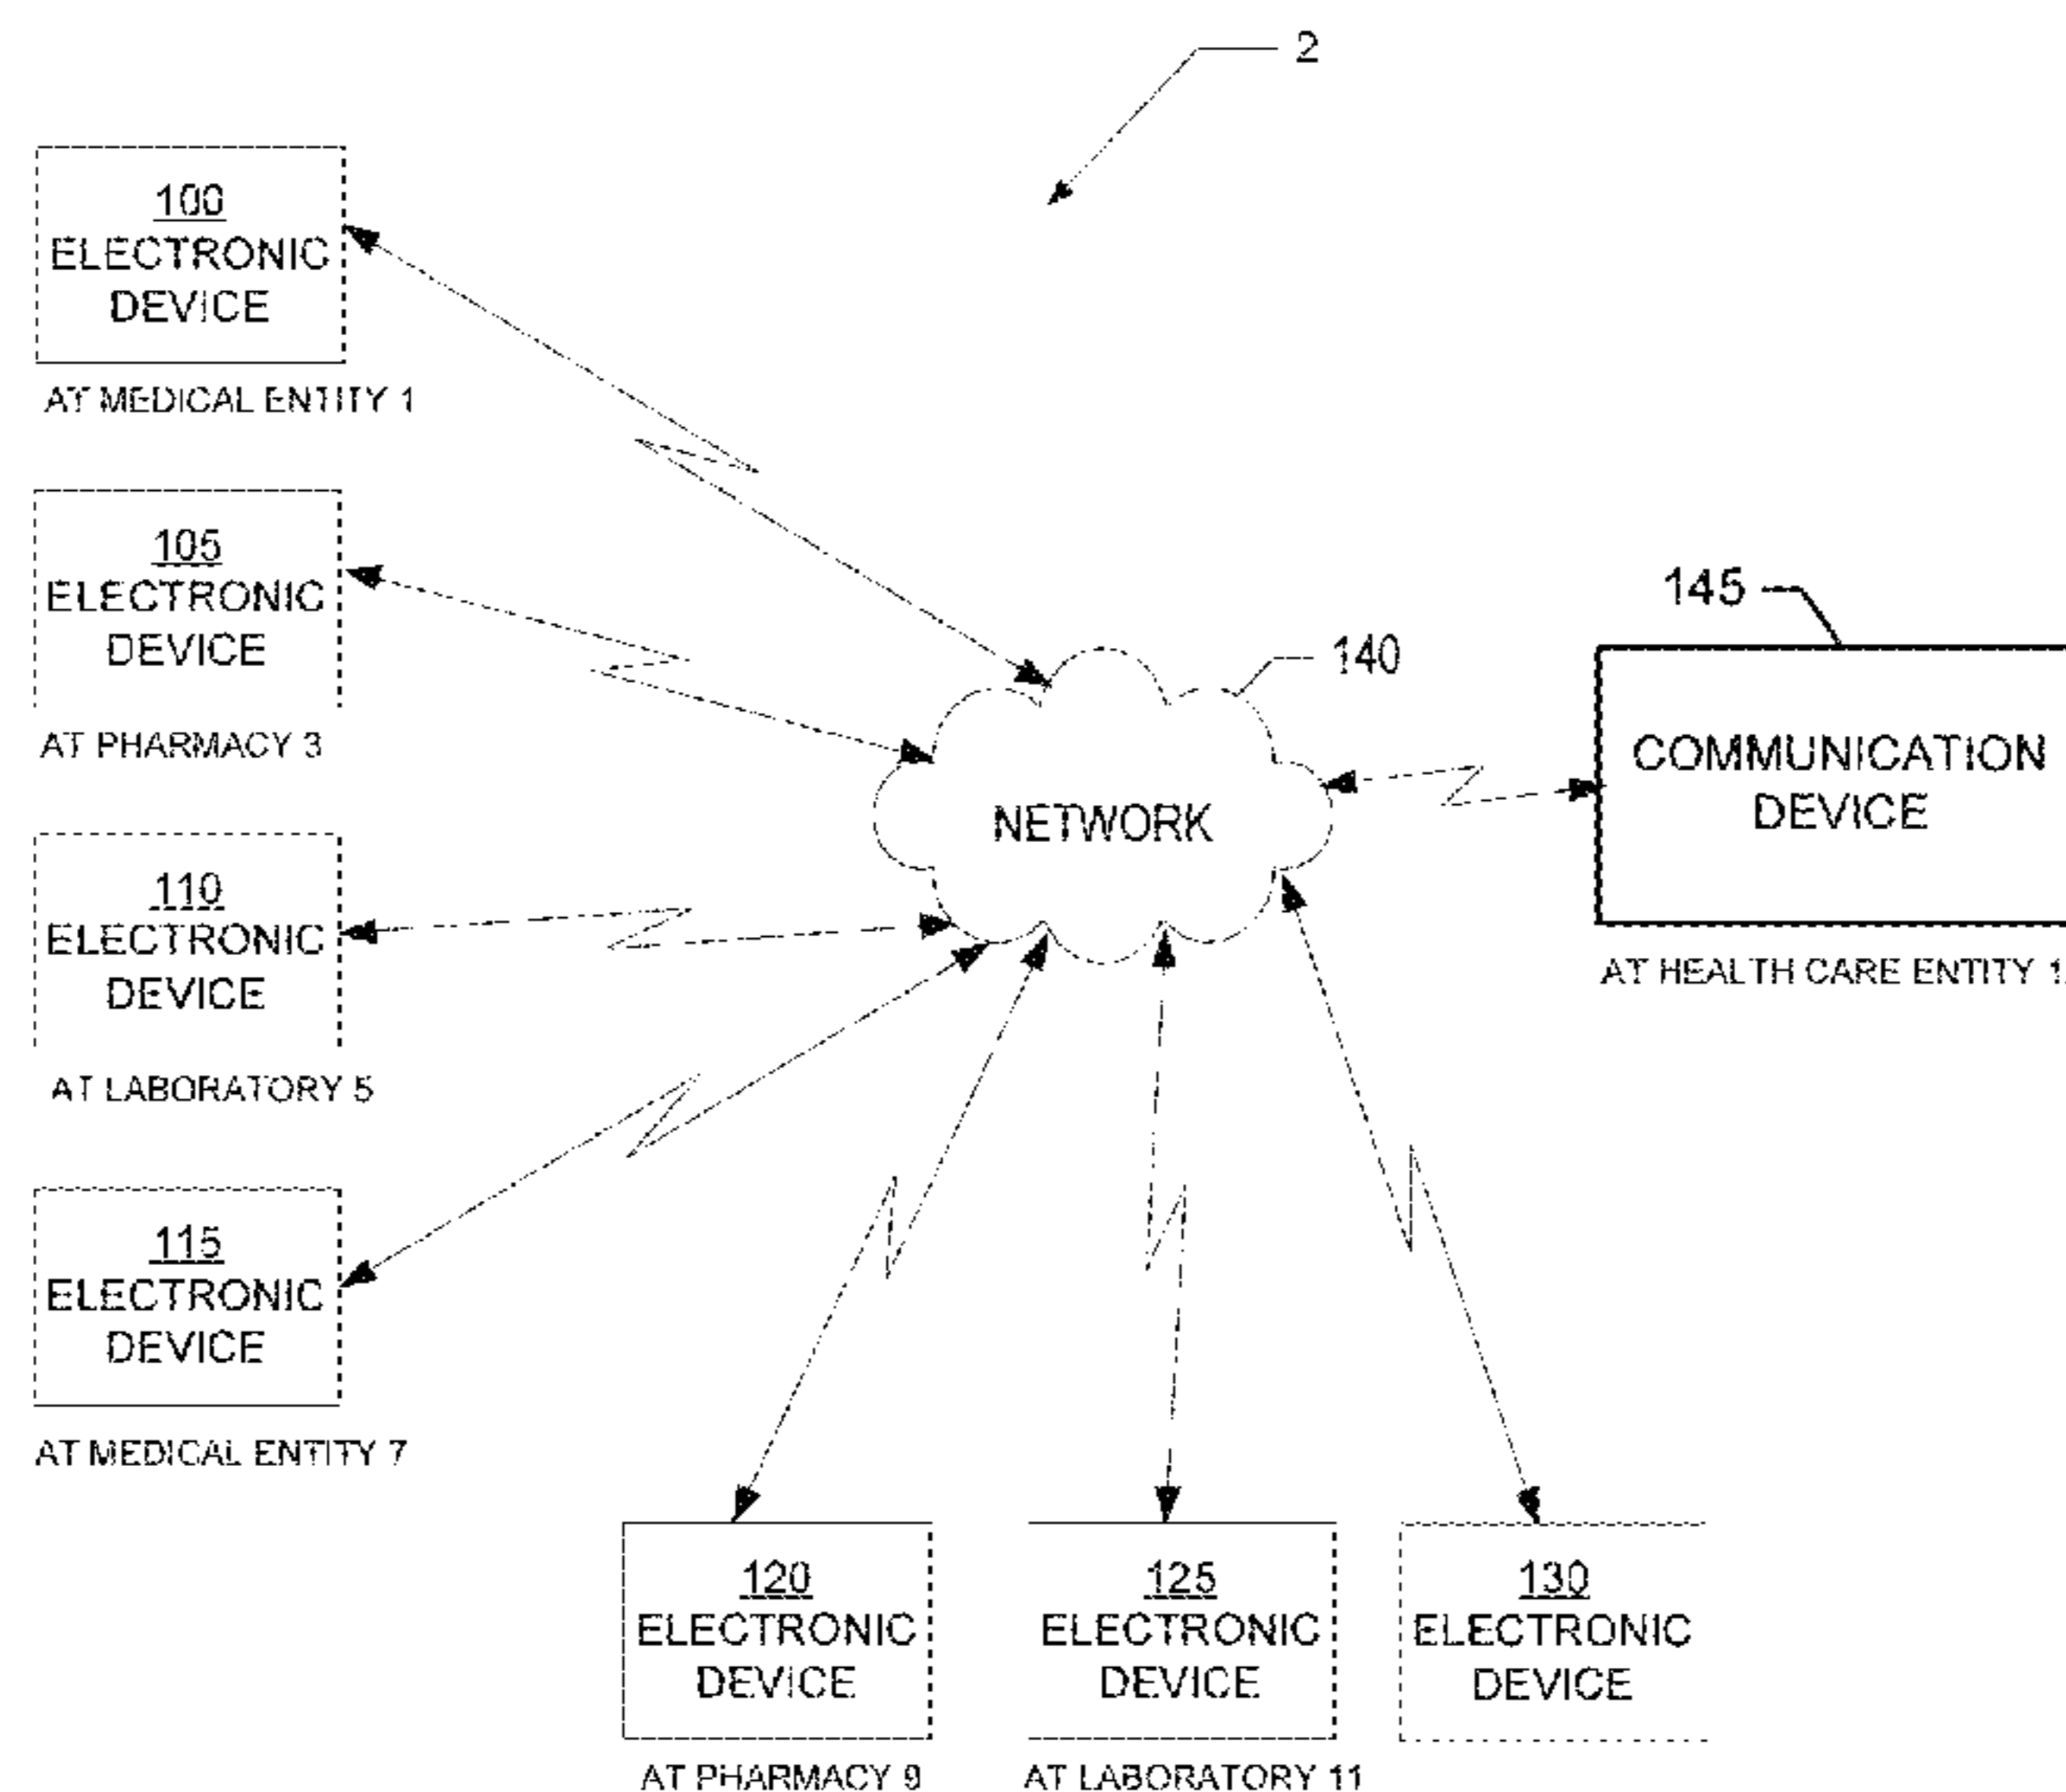 2
100
ELECTRONIC
DEVICE
AT MEDICAL ENTITY 1
105
ELECTRONIC
DEVICE
AT PHARMACY 3
145
140
COMMUNICATION
DEVICE
NETWORK
AT HEALTH CARE ENTITY
110
ELECTRONIC
DEVICE
AT LABORATORY 5
115
ELECTRONIC
DEVICE
AT MEDICAL ENTITY 7
120
ELECTRONIC
DEVICE
AT PHARMACY 9
125
ELECTRONIC
DEVICE
AT LABORATORY 11
130
ELECTRONIC
DEVICE